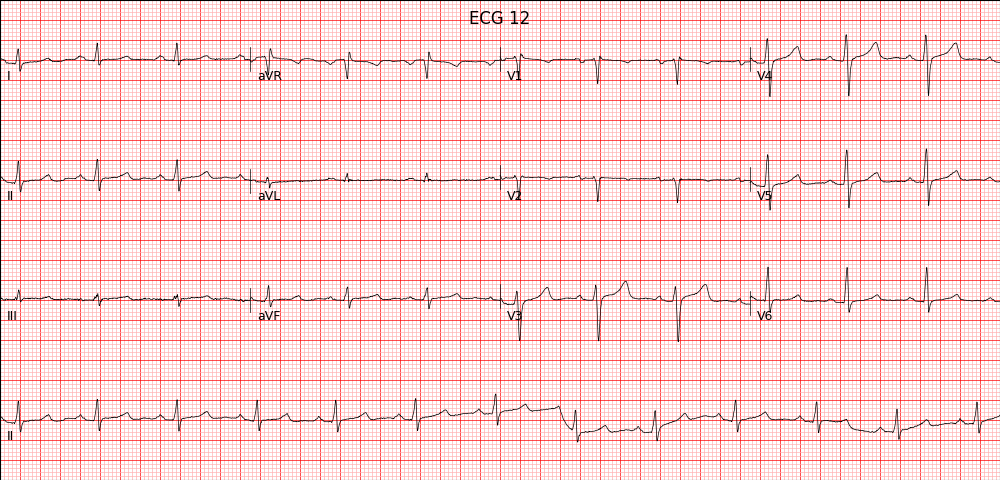 ECG 12
I aVR V1 V4
II aVL V2 V5
III aVF V3 V6
II